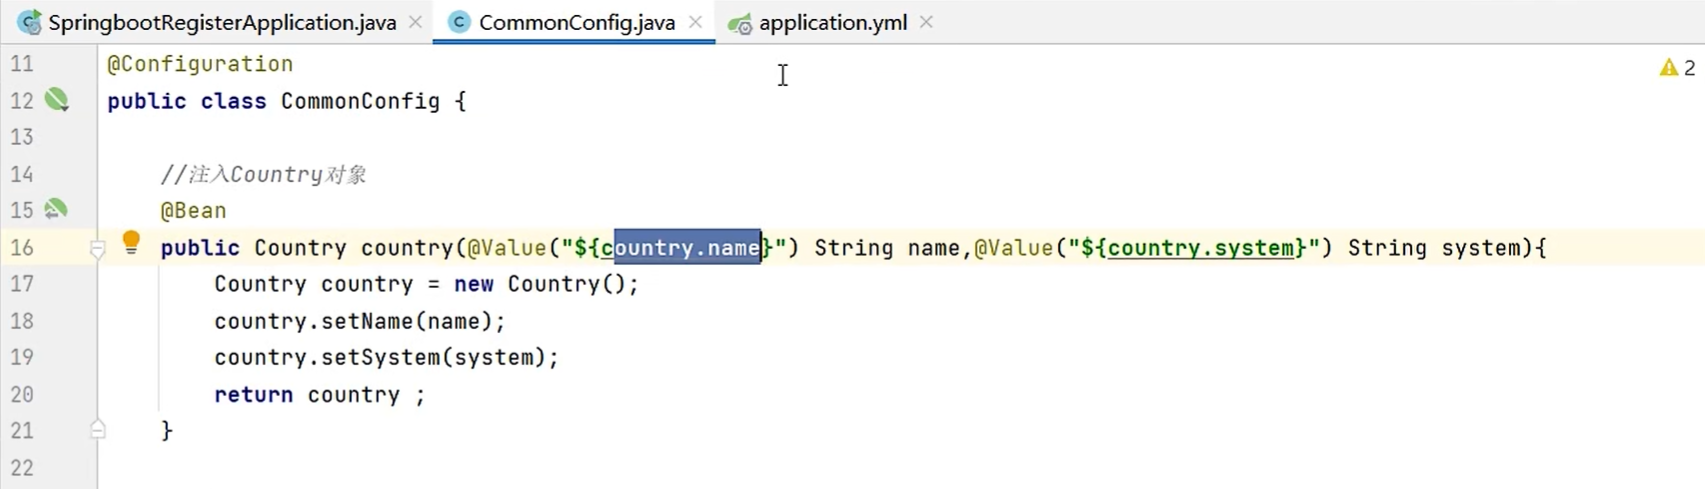 SpringbootRegisterApplication.java CommonConfig.java application.yml
11 @Configuration 2
12 public class CommonConfig {
13
14 //注入Country对象
15 @Bean
16 public Country country(@Value("${country.name}") String name,@Value("${country.system}") String system){
17 Country country = new Country();
18 country.setName(name);
19 country.setSystem(system);
20 return country ;
21 }
22